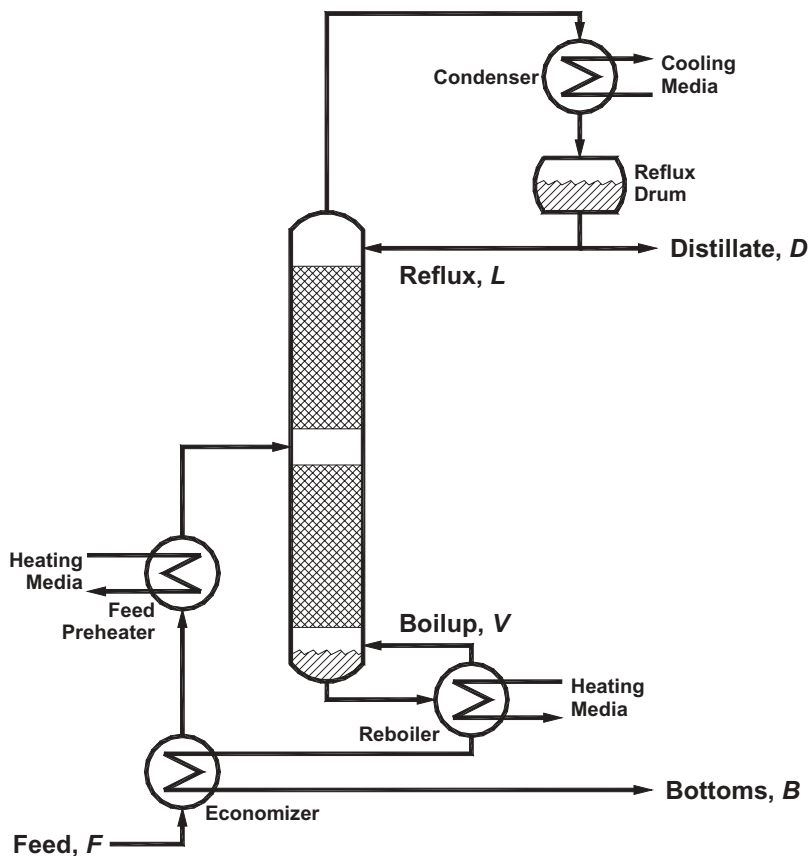 Condenser
Cooling
Media
Reflux
Drum
Distillate, D
Reflux, L
Heating
Media
Feed
Preheater
Boilup, V
Heating
Media
Reboiler
Bottoms, B
Economizer
Feed, F